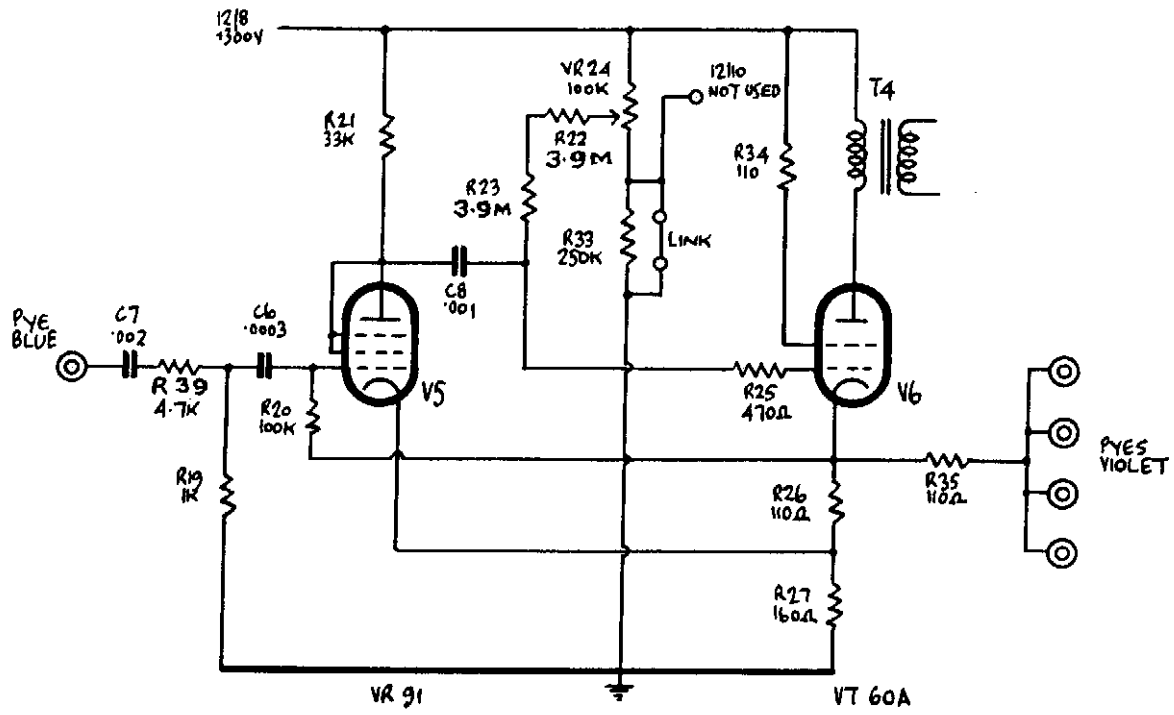 12/8
+300V
VR24
100K
12/10
NOT USED
T4
R21
33K
R22
3.9M
R34
110
R23
3.9M
R33
250K
LINK
C8
.001
PYE
BLUE
C7
.002
C6
.0003
R39
4.7K
V5
R20
100K
R25
470Ω
V6
R19
1K
R26
110Ω
R35
110Ω
PYES
VIOLET
R27
160Ω
VR 91
VT 60A